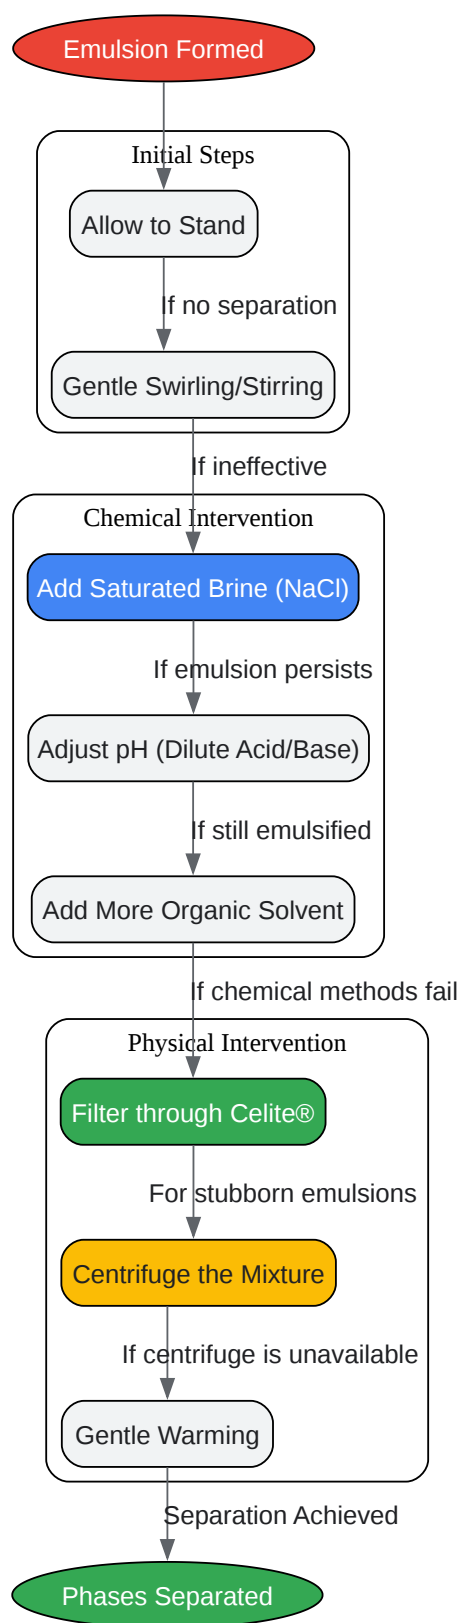 Emulsion Formed
Initial Steps
Allow to Stand
If no separation
Gentle Swirling/Stirring
If ineffective
Chemical Intervention
Add Saturated Brine (NaCl)
If emulsion persists
Adjust pH (Dilute Acid/Base)
If still emulsified
Add More Organic Solvent
If chemical methods fail
Physical Intervention
Filter through Celite®
For stubborn emulsions
Centrifuge the Mixture
If centrifuge is unavailable
Gentle Warming
Separation Achieved
Phases Separated